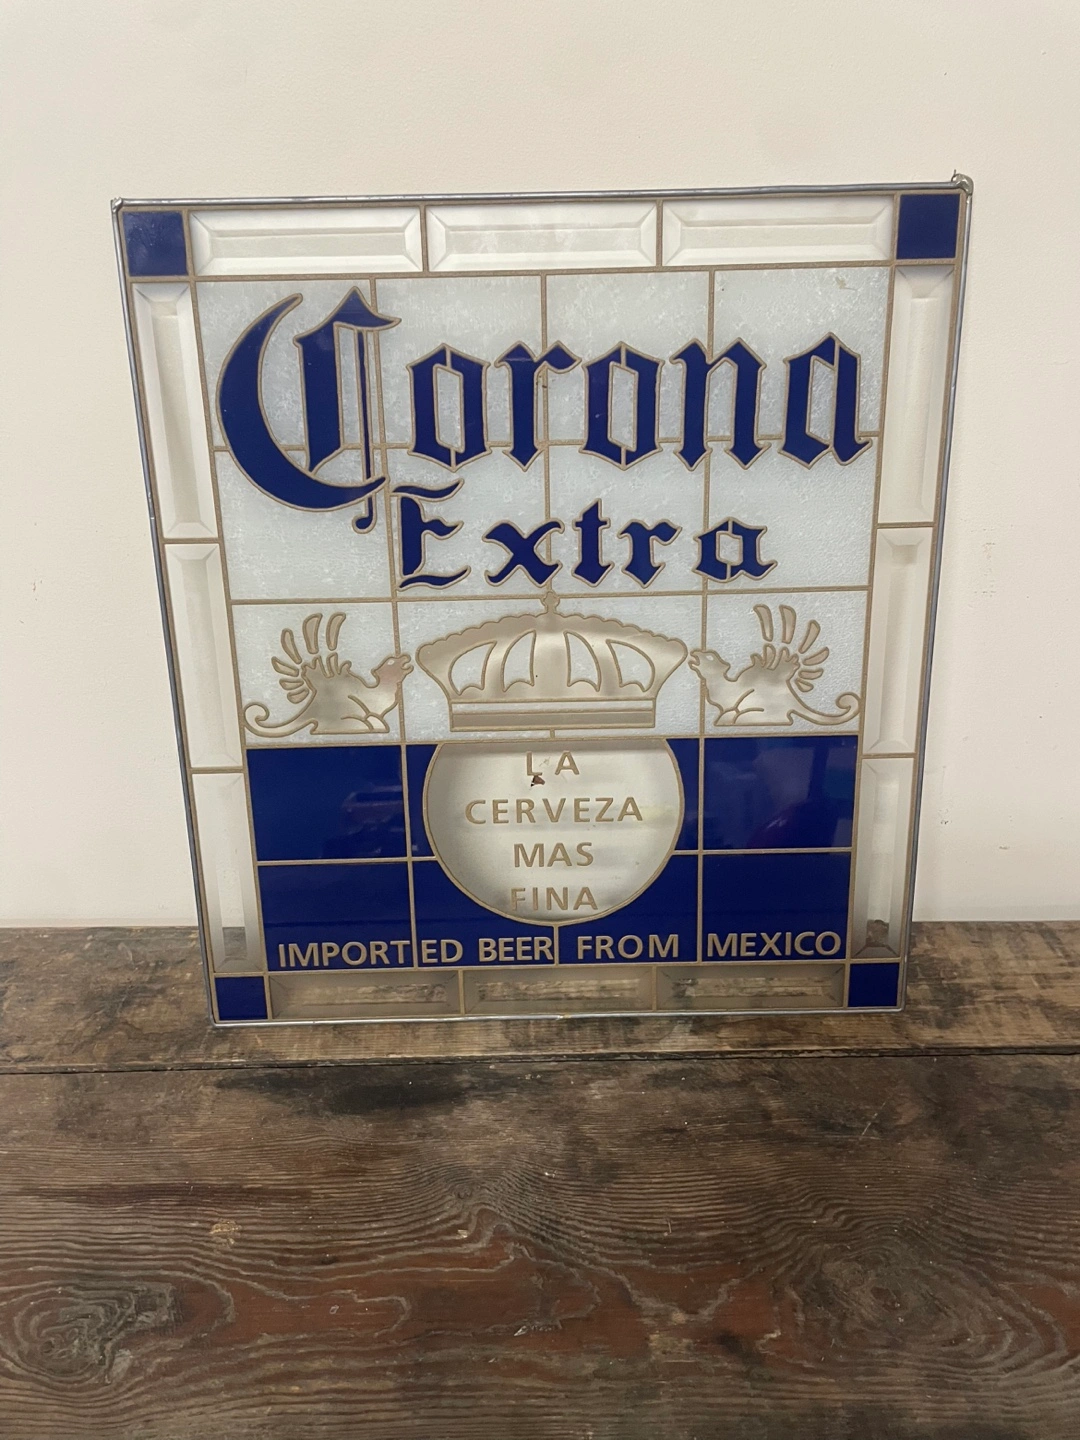 Corona
Extra
LA
CERVEZA
MAS
FINA
IMPORTED BEER FROM MEXICO